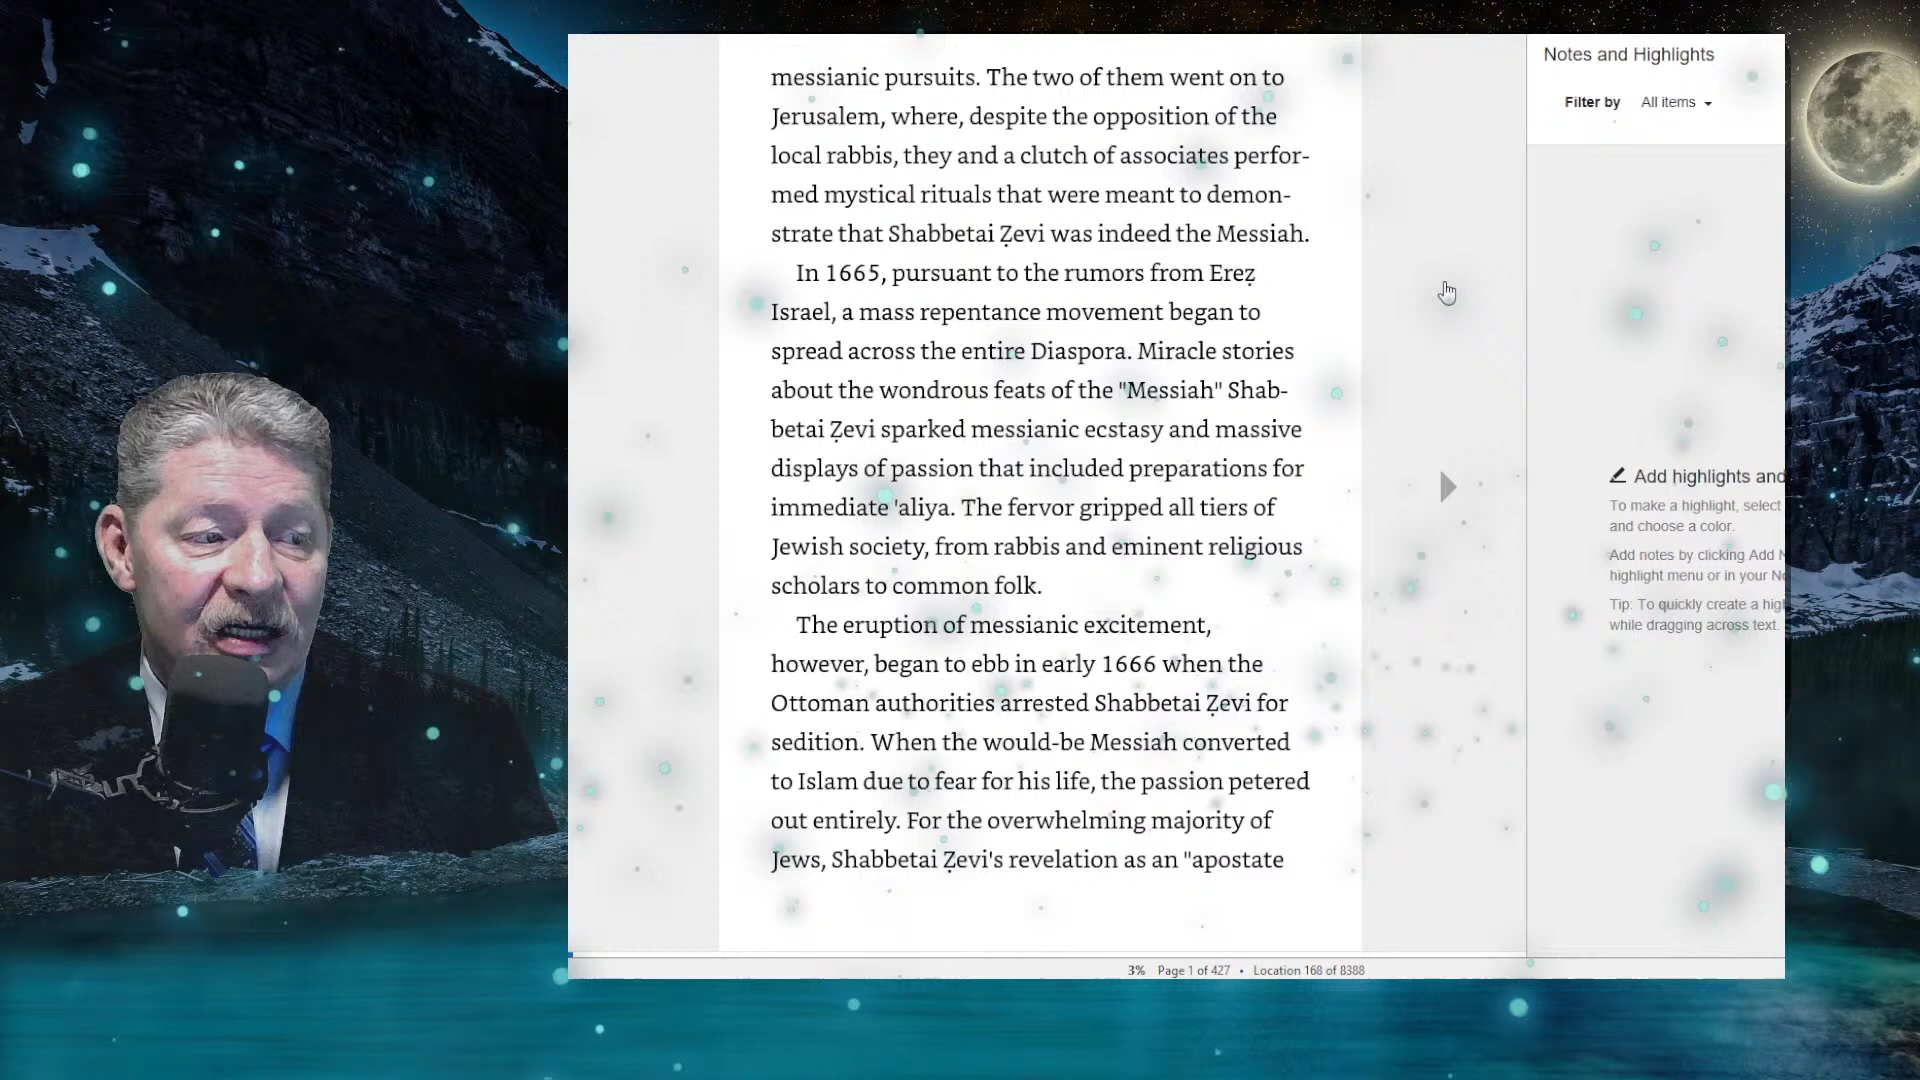 messianic pursuits. The two of them went on to
Jerusalem, where, despite the opposition of the
local rabbis, they and a clutch of associates perfor-
med mystical rituals that were meant to demon-
strate that Shabbetai Ẓevi was indeed the Messiah.
In 1665, pursuant to the rumors from Ereẓ
Israel, a mass repentance movement began to
spread across the entire Diaspora. Miracle stories
about the wondrous feats of the "Messiah" Shab-
betai Ẓevi sparked messianic ecstasy and massive
displays of passion that included preparations for
immediate 'aliya. The fervor gripped all tiers of
Jewish society, from rabbis and eminent religious
scholars to common folk.
The eruption of messianic excitement,
however, began to ebb in early 1666 when the
Ottoman authorities arrested Shabbetai Ẓevi for
sedition. When the would-be Messiah converted
to Islam due to fear for his life, the passion petered
out entirely. For the overwhelming majority of
Jews, Shabbetai Ẓevi's revelation as an "apostate
3% Page 1 of 427 • Location 168 of 8388
Notes and Highlights
Filter by All items
Add highlights and
To make a highlight, select
and choose a color.
Add notes by clicking Add
highlight menu or in your
Tip: To quickly create a
while dragging across text.